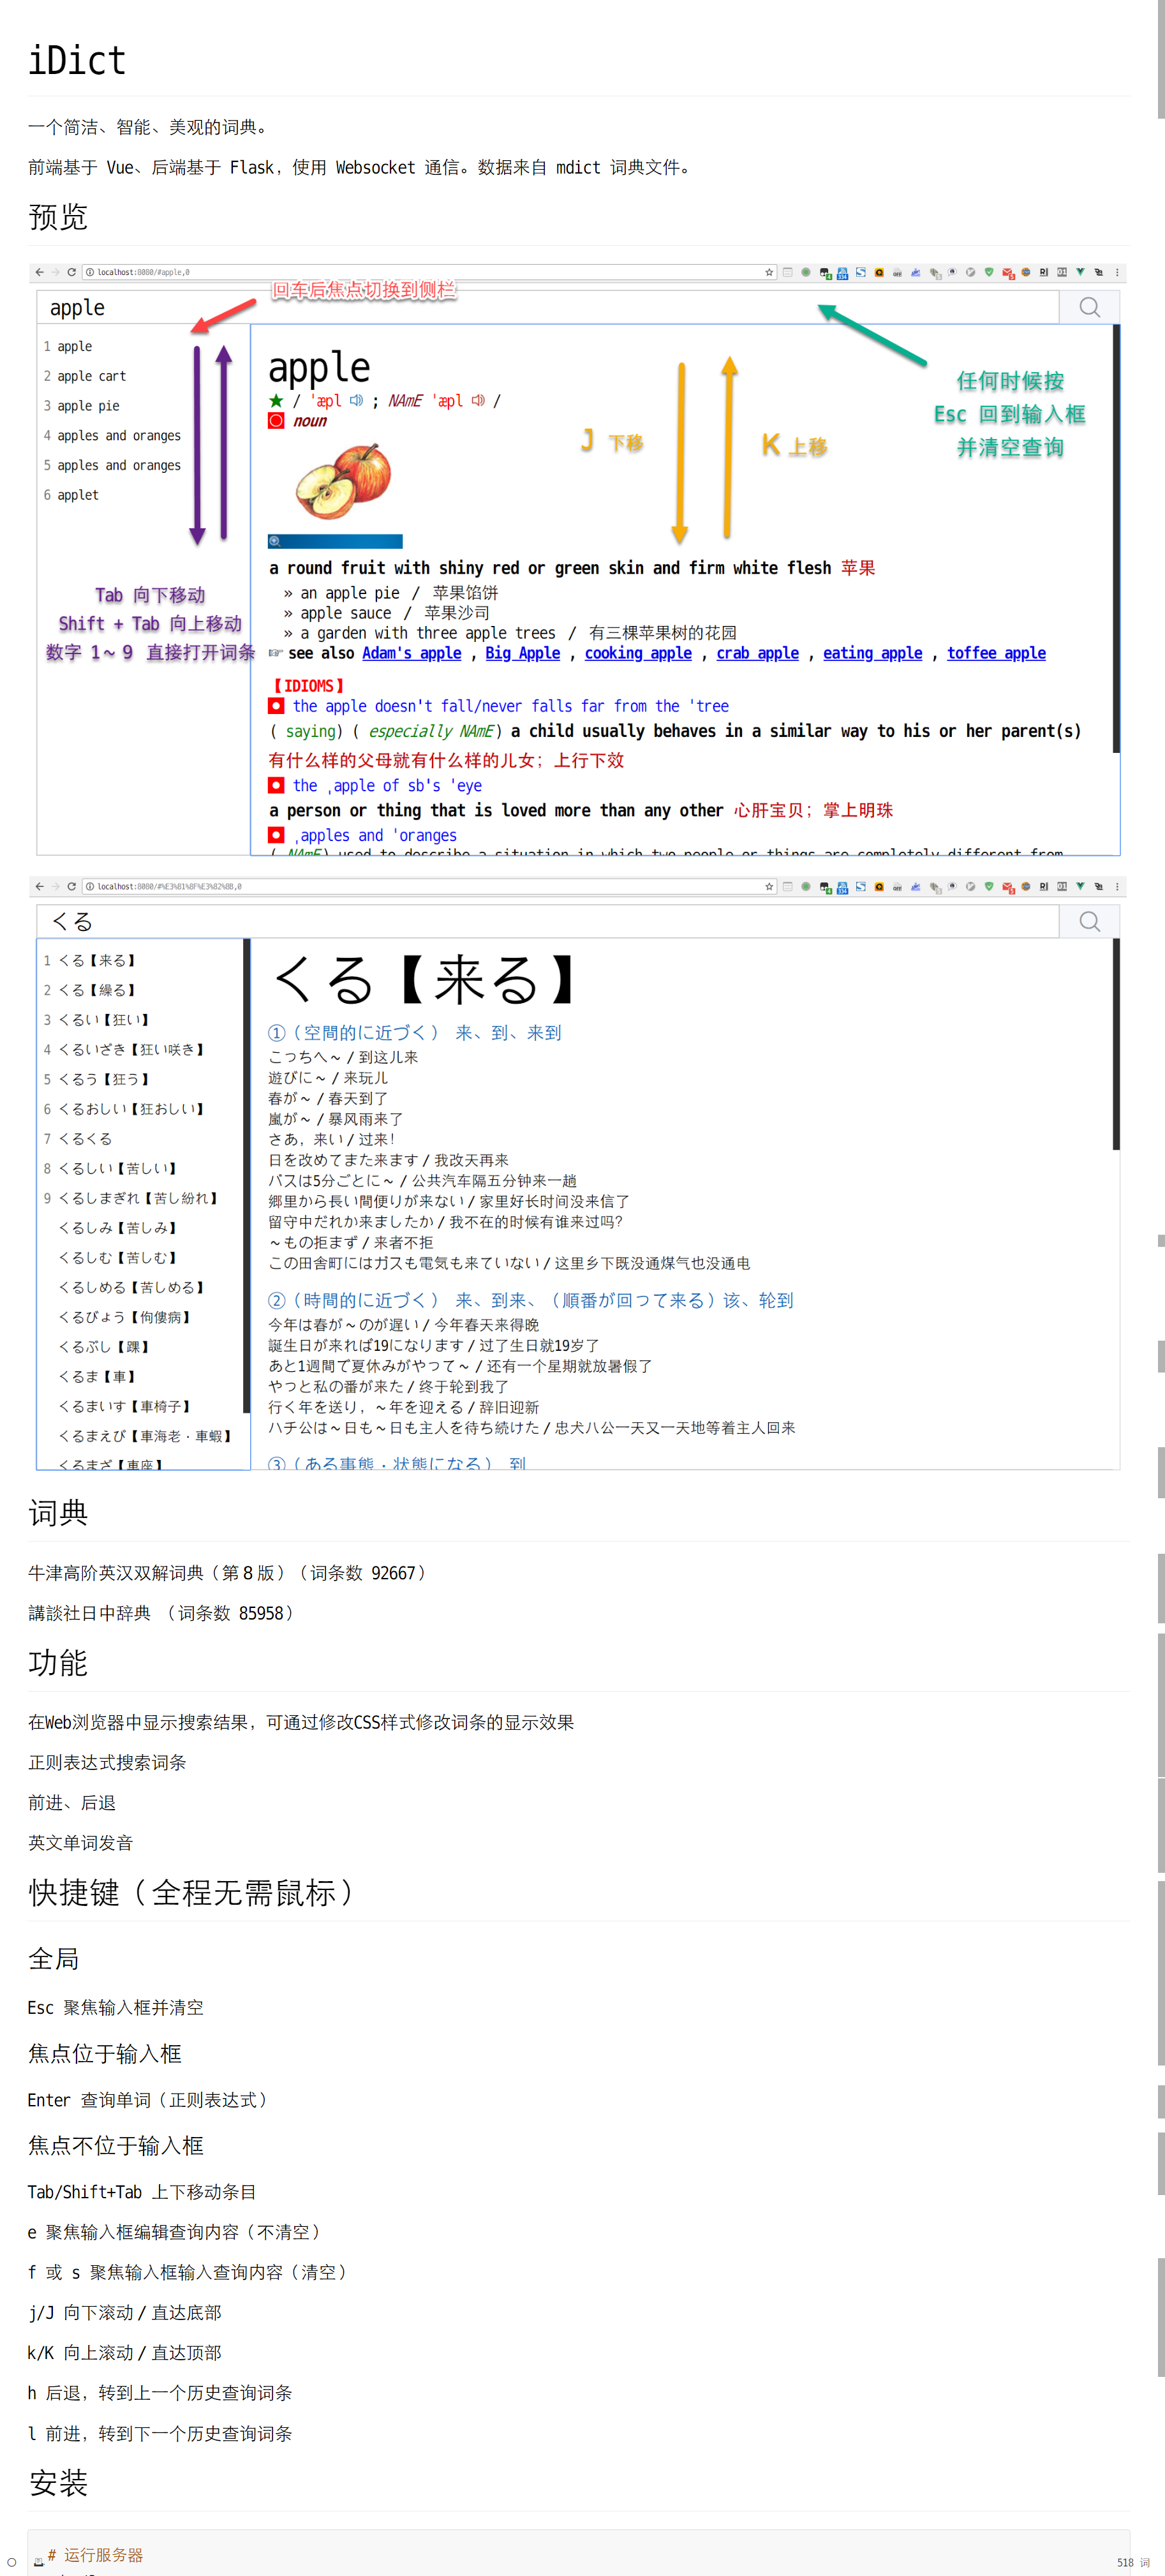 iDict
一个简洁、智能、美观的词典。
前端基于 Vue、后端基于 Flask，使用 Websocket 通信。数据来自 mdict 词典文件。
预览
localhost:8080/#apple,0
回车后焦点切换到侧栏
apple
1 apple
2 apple cart
3 apple pie
4 apples and oranges
5 apples and oranges
6 applet
Tab 向下移动
Shift + Tab 向上移动
数字 1~ 9 直接打开词条
apple
★ / ˈæpl ; NAmE ˈæpl /
noun
J 下移
K 上移
任何时候按
Esc 回到输入框
并清空查询
a round fruit with shiny red or green skin and firm white flesh 苹果
» an apple pie / 苹果馅饼
» apple sauce / 苹果沙司
» a garden with three apple trees / 有三棵苹果树的花园
☞ see also Adam's apple , Big Apple , cooking apple , crab apple , eating apple , toffee apple
【IDIOMS】
the apple doesn't fall/never falls far from the ˈtree
( saying) ( especially NAmE) a child usually behaves in a similar way to his or her parent(s)
有什么样的父母就有什么样的儿女；上行下效
the ˌapple of sb's ˈeye
a person or thing that is loved more than any other 心肝宝贝；掌上明珠
ˌapples and ˈoranges
( NAmE) used to describe a situation in which two people or things are completely different from
localhost:8080/#%E3%81%8F%E3%82%8B,0
くる
1 くる【来る】
2 くる【繰る】
3 くるい【狂い】
4 くるいざき【狂い咲き】
5 くるう【狂う】
6 くるおしい【狂おしい】
7 くるくる
8 くるしい【苦しい】
9 くるしまぎれ【苦し紛れ】
くるしみ【苦しみ】
くるしむ【苦しむ】
くるしめる【苦しめる】
くるびょう【佝僂病】
くるぶし【踝】
くるま【車】
くるまいす【車椅子】
くるまえび【車海老・車蝦】
くるまざ【車座】
くる【来る】
①（空間的に近づく） 来、到、来到
こっちへ～/到这儿来
遊びに～/来玩儿
春が～/春天到了
嵐が～/暴风雨来了
さあ，来い/过来！
日を改めてまた来ます/我改天再来
バスは5分ごとに～/公共汽车隔五分钟来一趟
郷里から長い間便りが来ない/家里好长时间没来信了
留守中だれか来ましたか/我不在的时候有谁来过吗？
～もの拒まず/来者不拒
この田舎町にはガスも電気も来ていない/这里乡下既没通煤气也没通电
②（時間的に近づく） 来、到来、（順番が回って来る）该、轮到
今年は春が～のが遅い/今年春天来得晚
誕生日が来れば19になります/过了生日就19岁了
あと1週間で夏休みがやって～/还有一个星期就放暑假了
やっと私の番が来た/终于轮到我了
行く年を送り，～年を迎える/辞旧迎新
ハチ公は～日も～日も主人を待ち続けた/忠犬八公一天又一天地等着主人回来
③（ある事態・状態になる） 到
词典
牛津高阶英汉双解词典（第８版）（词条数 92667）
講談社日中辞典 （词条数 85958）
功能
在Web浏览器中显示搜索结果，可通过修改CSS样式修改词条的显示效果
正则表达式搜索词条
前进、后退
英文单词发音
快捷键（全程无需鼠标）
全局
Esc 聚焦输入框并清空
焦点位于输入框
Enter 查询单词（正则表达式）
焦点不位于输入框
Tab/Shift+Tab 上下移动条目
e 聚焦输入框编辑查询内容（不清空）
f 或 s 聚焦输入框输入查询内容（清空）
j/J 向下滚动/直达底部
k/K 向上滚动/直达顶部
h 后退，转到上一个历史查询词条
l 前进，转到下一个历史查询词条
安装
# 运行服务器
518 词